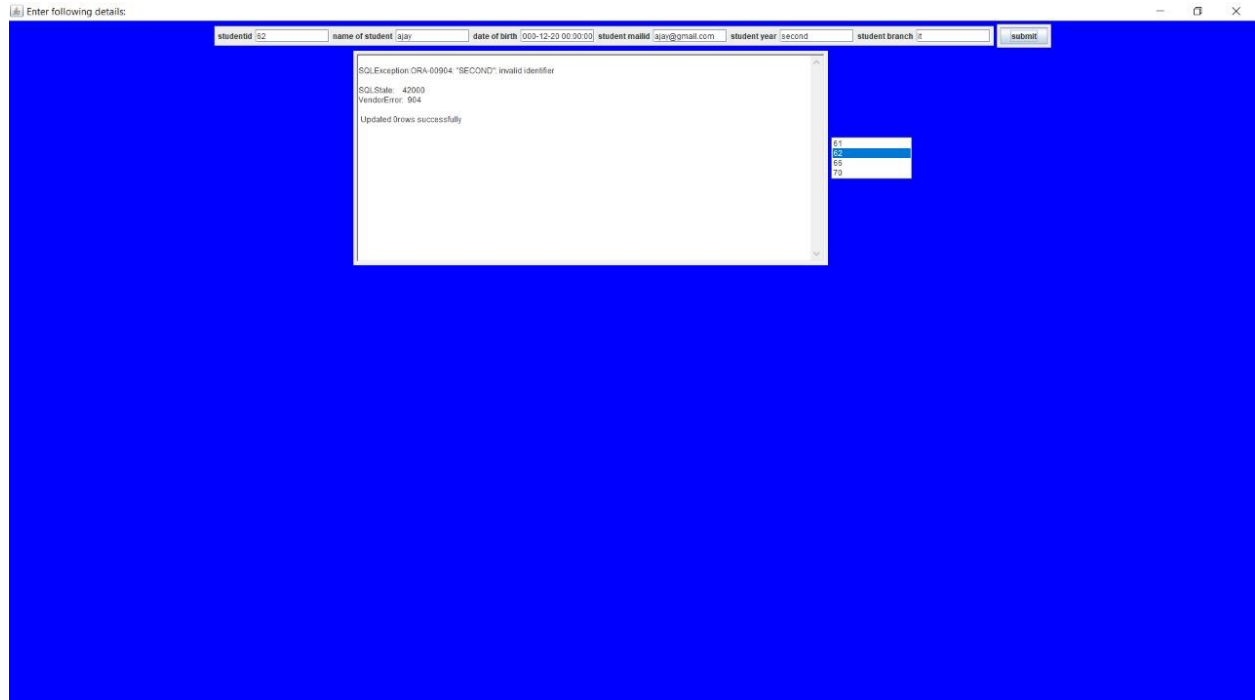 Enter following details:
studentid 62 name of student ajay date of birth 000-12-20 00:00:00 student mailid ajay@gmail.com student year second student branch it submit
SQLException:ORA-00904: "SECOND": invalid identifier
SQLState: 42000
VendorError: 904
Updated 0rows successfully
61
62
66
70